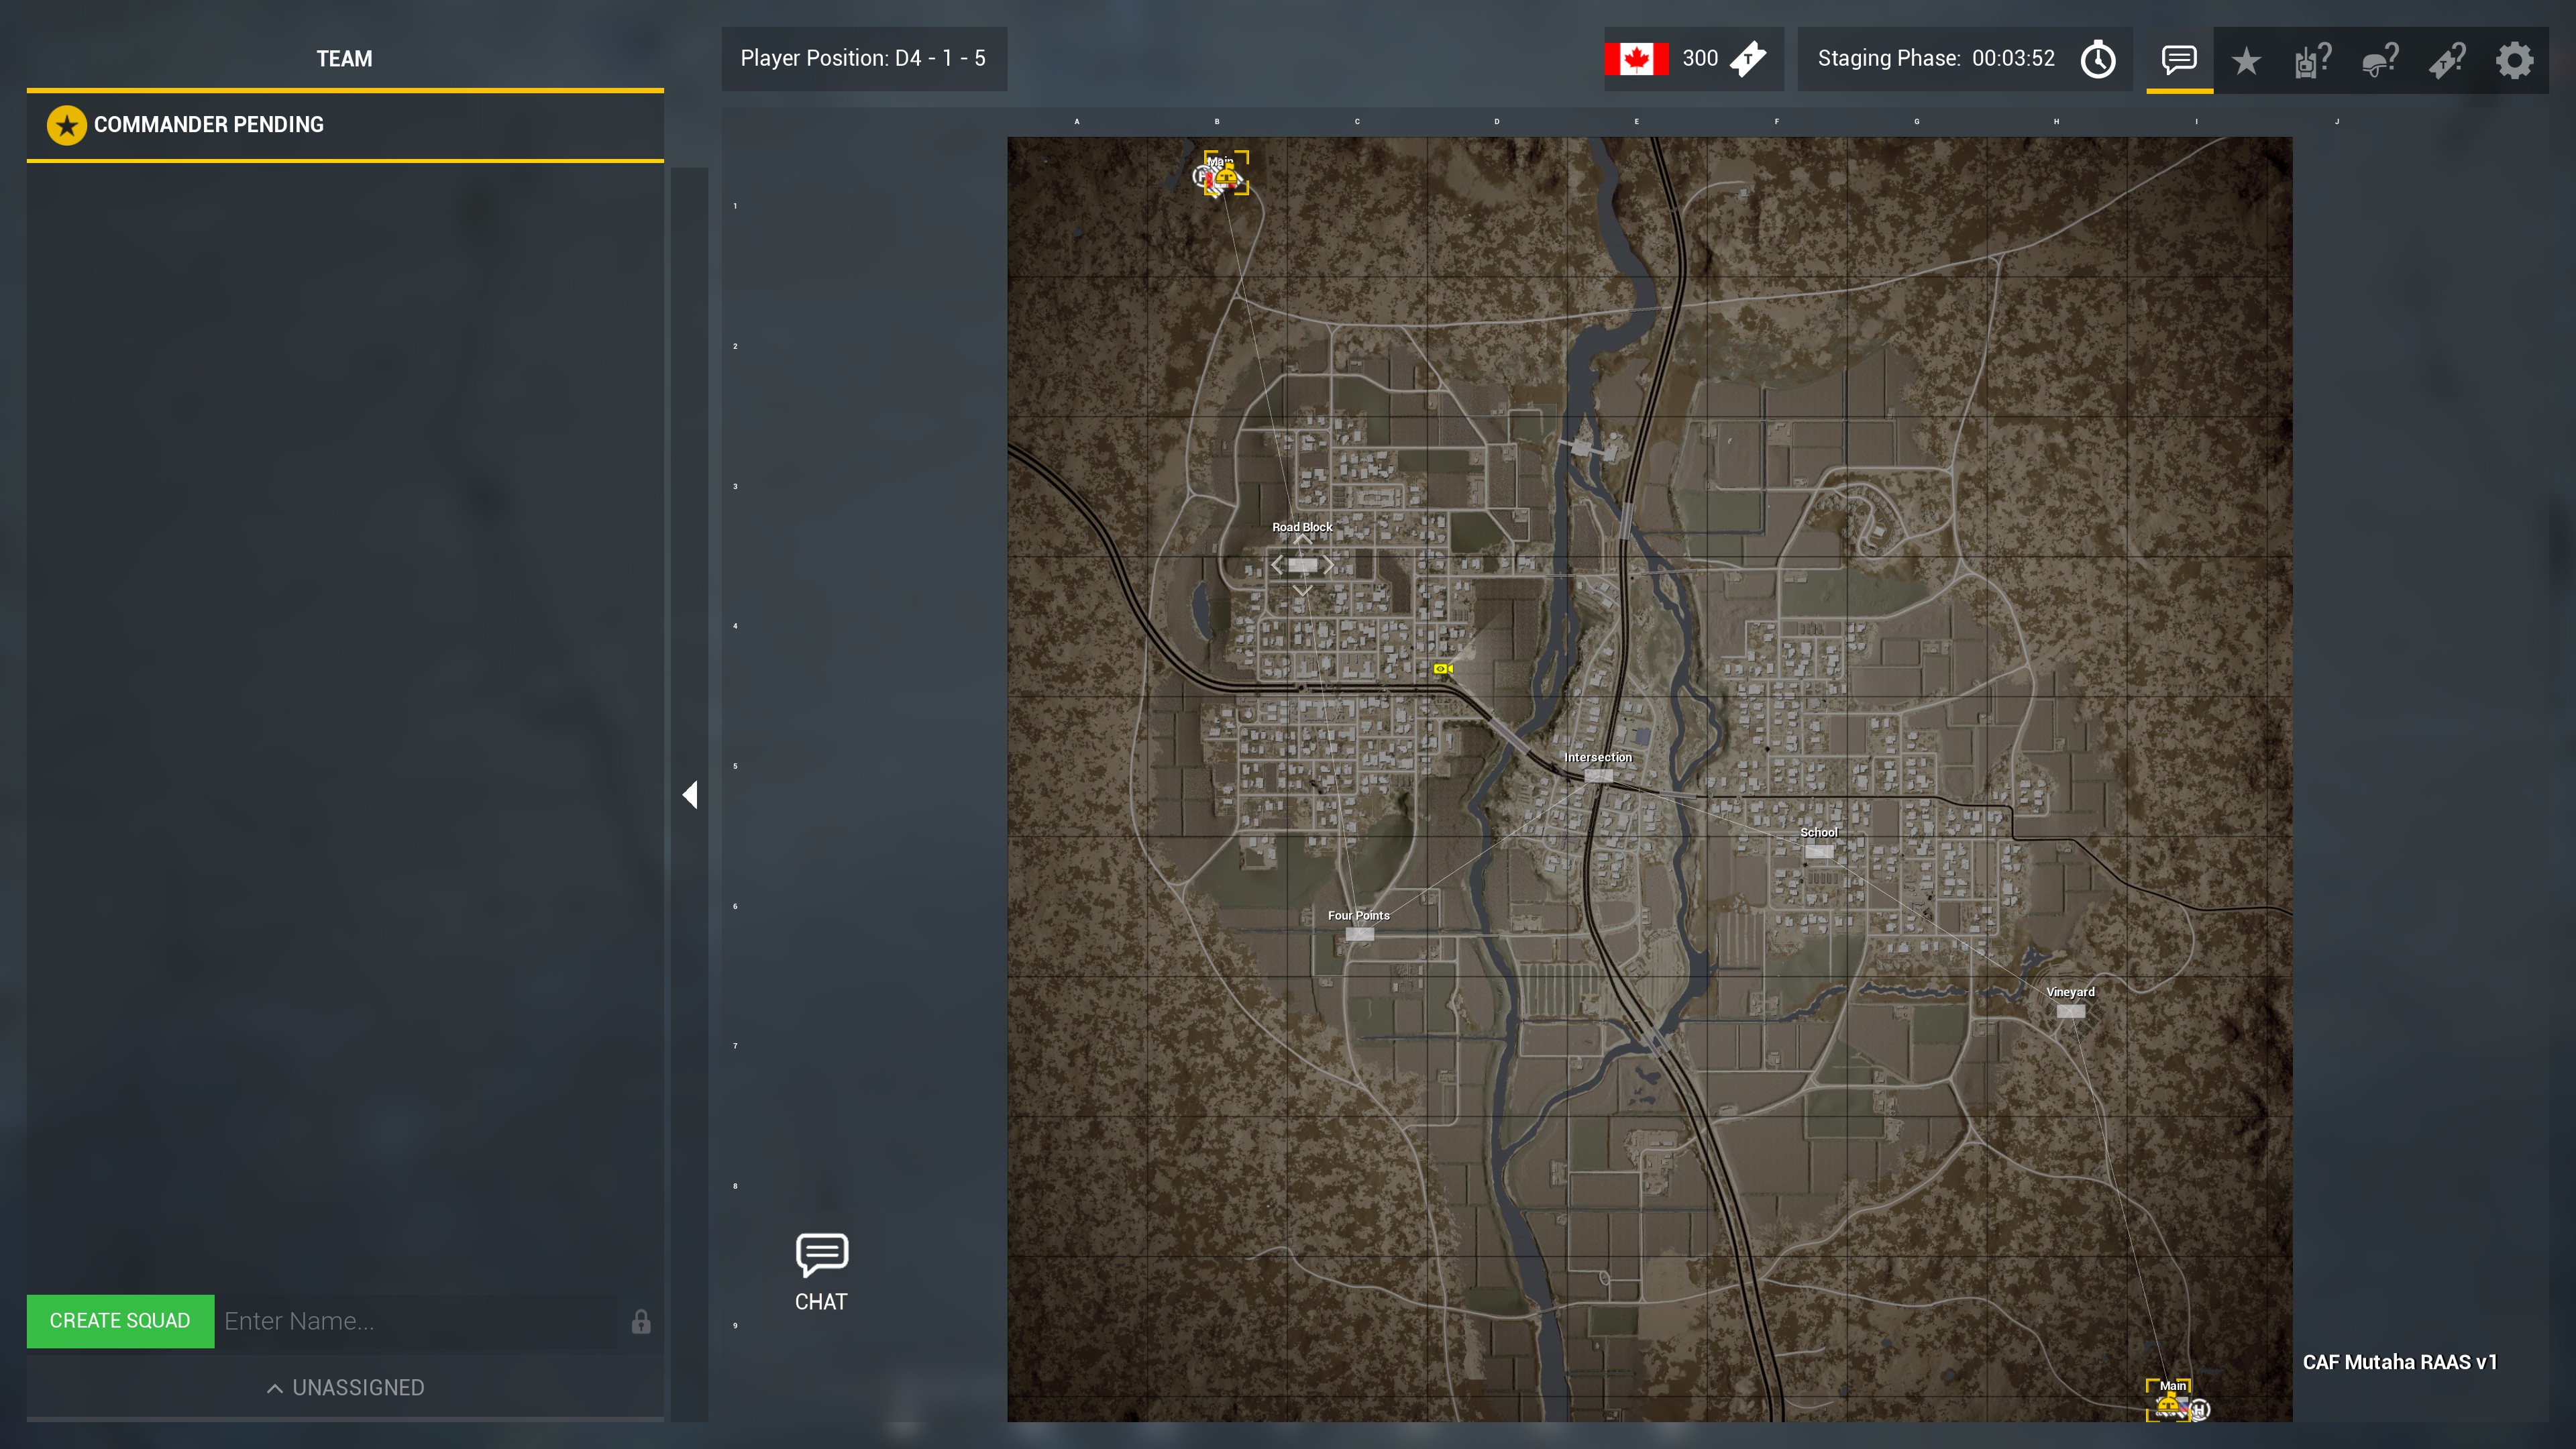 TEAM
Player Position: D4 - 1 - 5
300
T
Staging Phase: 00:03:52
?
?
T?
COMMANDER PENDING
A B C D E F G H I J
Main
1
2
3
Road Block
4
Intersection
5
School
Four Points
6
Vineyard
7
8
CHAT
9
CREATE SQUAD Enter Name...
CAF Mutaha RAAS v1
UNASSIGNED
Main
H